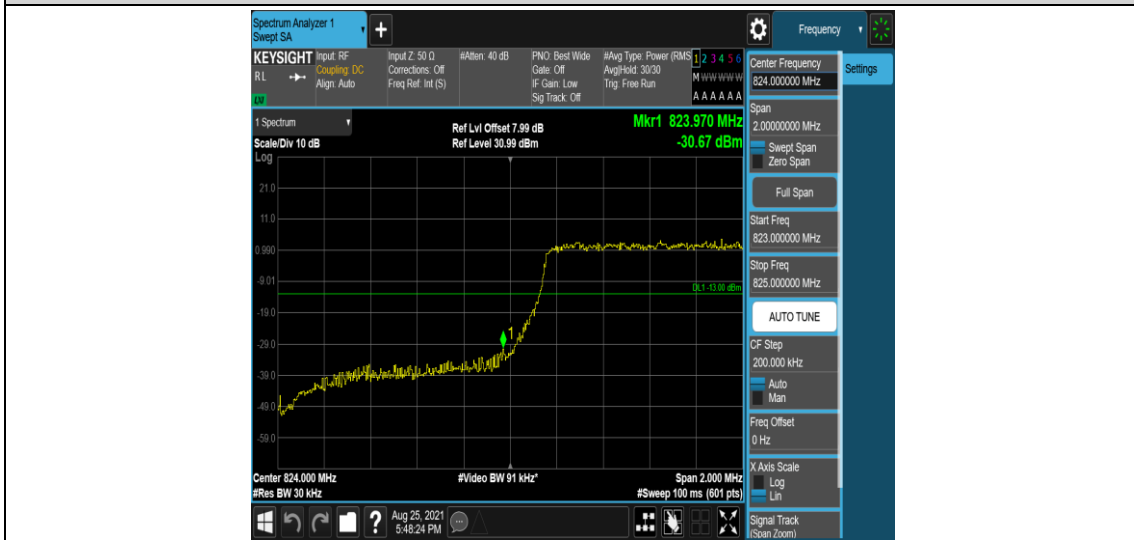 Spectrum Analyzer 1
Swept SA
+
Frequency
KEYSIGHT
Input: RF
Coupling: DC
Align: Auto
Input Z: 50 Ω
Corrections: Off
Freq Ref: Int (S)
#Atten: 40 dB
PNO: Best Wide
Gate: Off
IF Gain: Low
Sig Track: Off
#Avg Type: Power (RMS
Avg|Hold: 30/30
Trig: Free Run
1 2 3 4 5 6
M W W W W W
A A A A A A
RL
LXI
Center Frequency
824.000000 MHz
Settings
Span
2.00000000 MHz
Swept Span
Zero Span
Full Span
Start Freq
823.000000 MHz
Stop Freq
825.000000 MHz
AUTO TUNE
CF Step
200.000 kHz
Auto
Man
Freq Offset
0 Hz
X Axis Scale
Log
Lin
Signal Track
(Span Zoom)
1 Spectrum
Scale/Div 10 dB
Log
Ref Lvl Offset 7.99 dB
Ref Level 30.99 dBm
Mkr1 823.970 MHz
-30.67 dBm
21.0
11.0
0.990
-9.01
-19.0
-29.0
-39.0
-49.0
-59.0
DL1 -13.00 dBm
1
Center 824.000 MHz
#Res BW 30 kHz
#Video BW 91 kHz*
Span 2.000 MHz
#Sweep 100 ms (601 pts)
?
Aug 25, 2021
5:48:24 PM